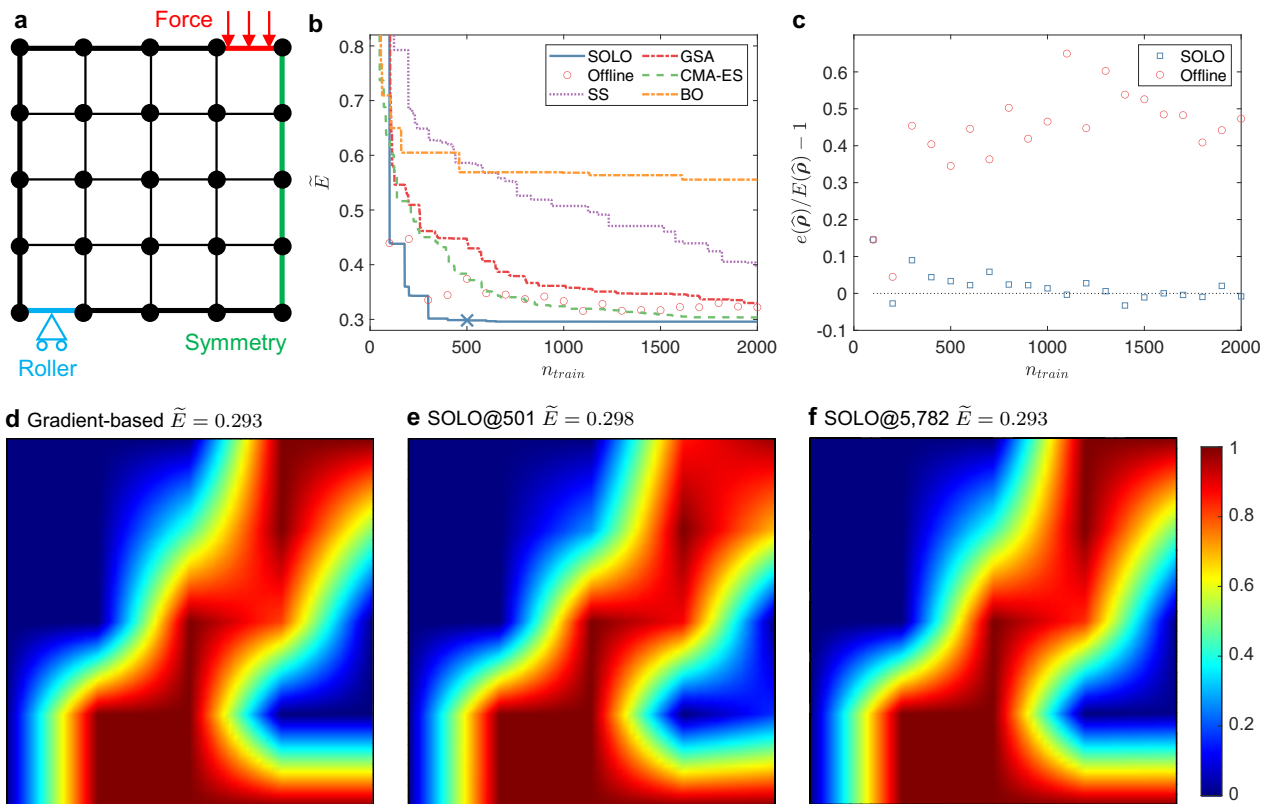 a
Force
Symmetry
Roller
b
0.8
0.7
0.6
0.5
0.4
0.3
Ẽ
SOLO
Offline
SS
GSA
CMA-ES
BO
0 500 1000 1500 2000
n_train
c
0.6
0.5
0.4
0.3
0.2
0.1
0
-0.1
e(ρ̂)/E(ρ̂) − 1
SOLO
Offline
0 500 1000 1500 2000
n_train
d Gradient-based Ẽ = 0.293
e SOLO@501 Ẽ = 0.298
f SOLO@5,782 Ẽ = 0.293
1
0.8
0.6
0.4
0.2
0